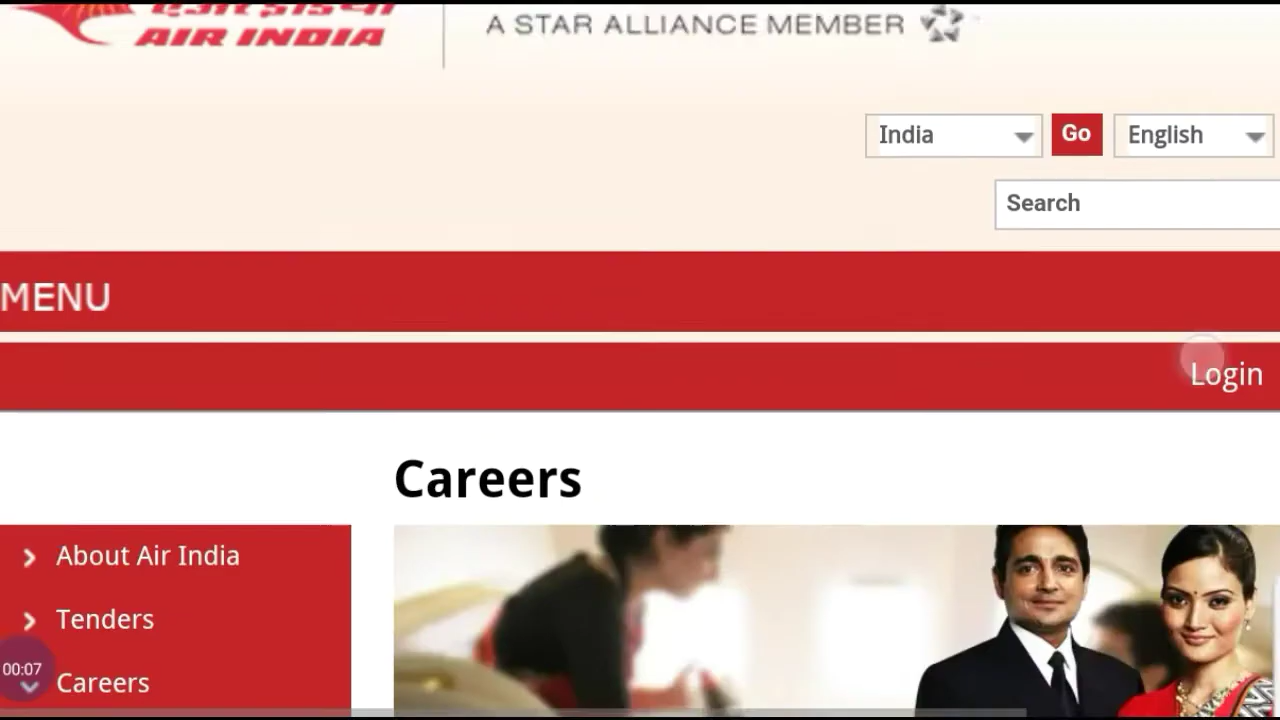 AIR INDIA
A STAR ALLIANCE MEMBER
India
Go
English
Search
MENU
Login
Careers
About Air India
Tenders
00:07
Careers